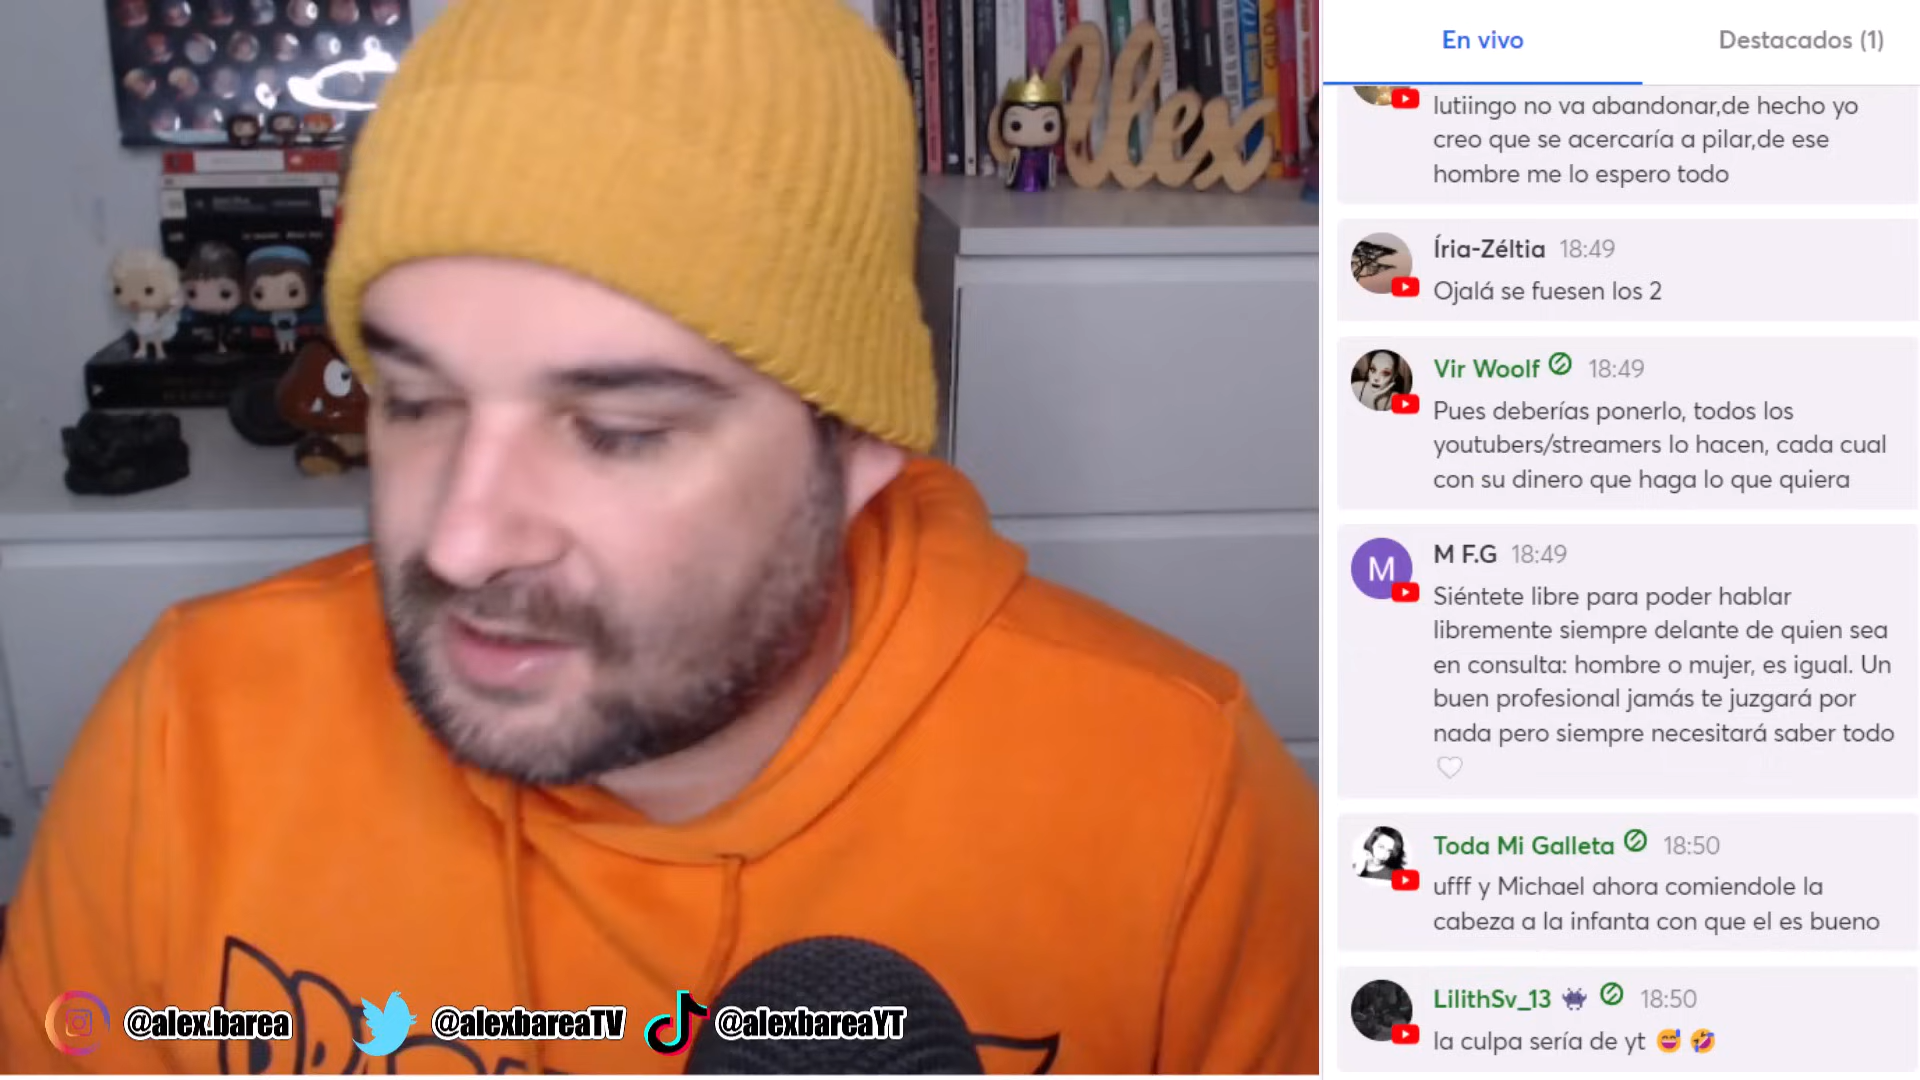 En vivo
Destacados (1)
lutiingo no va abandonar,de hecho yo
creo que se acercaría a pilar,de ese
hombre me lo espero todo
Íria-Zéltia 18:49
Ojalá se fuesen los 2
Vir Woolf 18:49
Pues deberías ponerlo, todos los
youtubers/streamers lo hacen, cada cual
con su dinero que haga lo que quiera
M
M F.G 18:49
Siéntete libre para poder hablar
libremente siempre delante de quien sea
en consulta: hombre o mujer, es igual. Un
buen profesional jamás te juzgará por
nada pero siempre necesitará saber todo
Toda Mi Galleta 18:50
ufff y Michael ahora comiendole la
cabeza a la infanta con que el es bueno
LilithSv_13 18:50
la culpa sería de yt
Alex
GILDA
@alex.barea
@alexbareaTV
@alexbareaYT